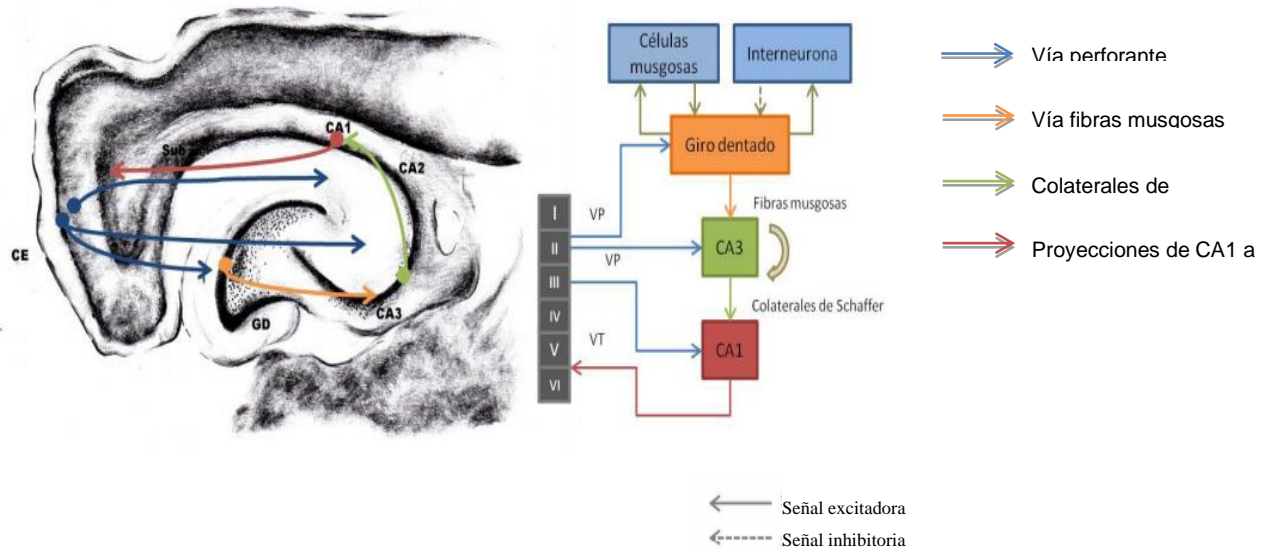 CA1
Sub
CA2
CE
CA3
GD
Células
musgosas
Interneurona
Giro dentado
Fibras musgosas
I
II
III
IV
V
VI
VP
VP
VT
CA3
Colaterales de Schaffer
CA1
Vía perforante
Vía fibras musgosas
Colaterales de
Proyecciones de CA1 a
Señal excitadora
Señal inhibitoria